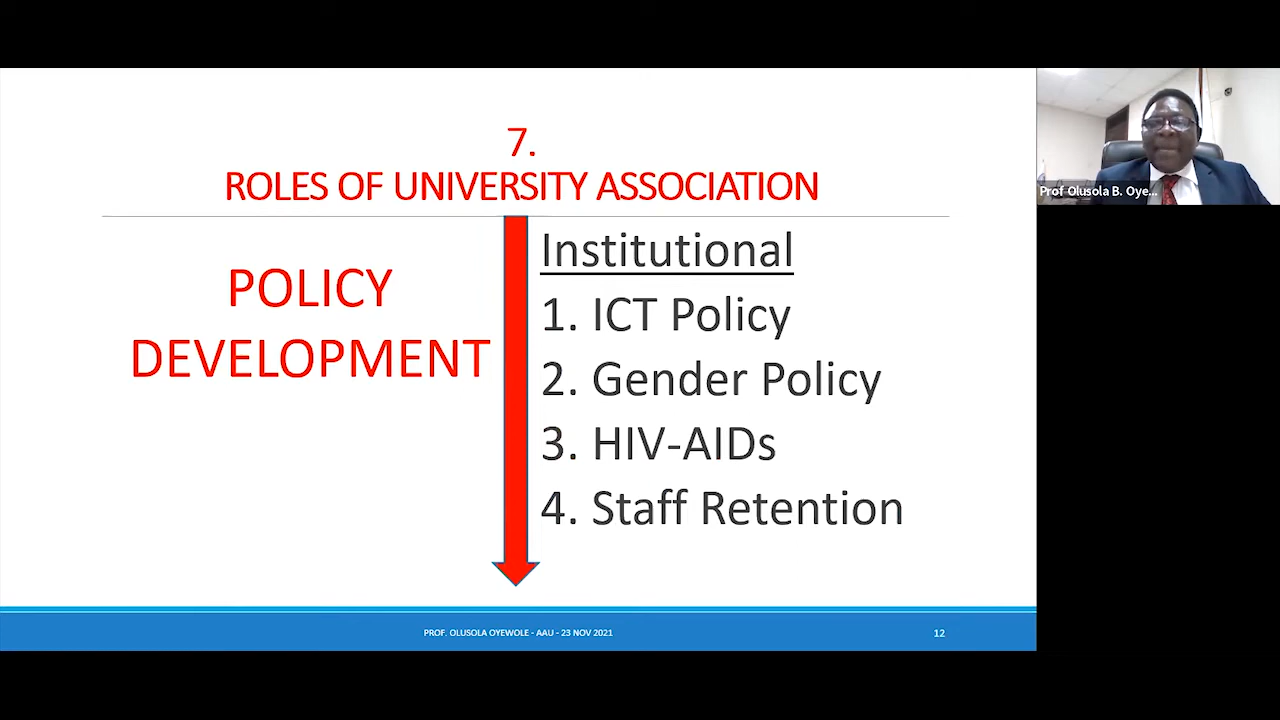 7.
ROLES OF UNIVERSITY ASSOCIATION
POLICY
DEVELOPMENT
Institutional
1. ICT Policy
2. Gender Policy
3. HIV-AIDs
4. Staff Retention
PROF. OLUSOLA OYEWOLE - AAU - 23 NOV 2021
12
Prof Olusola B. Oye...